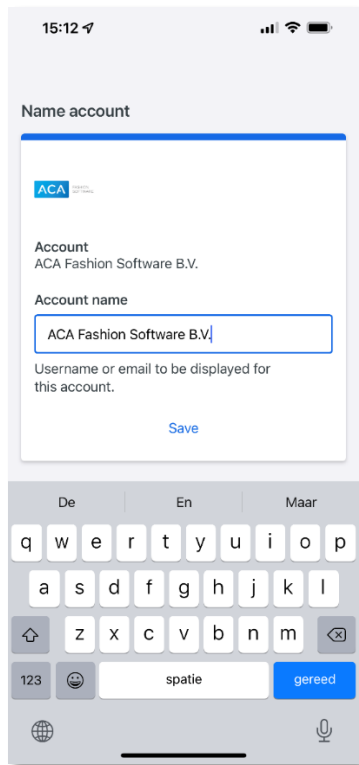 15:12
Name account
ACA
Account
ACA Fashion Software B.V.
Account name
ACA Fashion Software B.V.
Username or email to be displayed for
this account.
Save
De En Maar
q w e r t y u i o p
a s d f g h j k l
z x c v b n m
123 spatie gereed